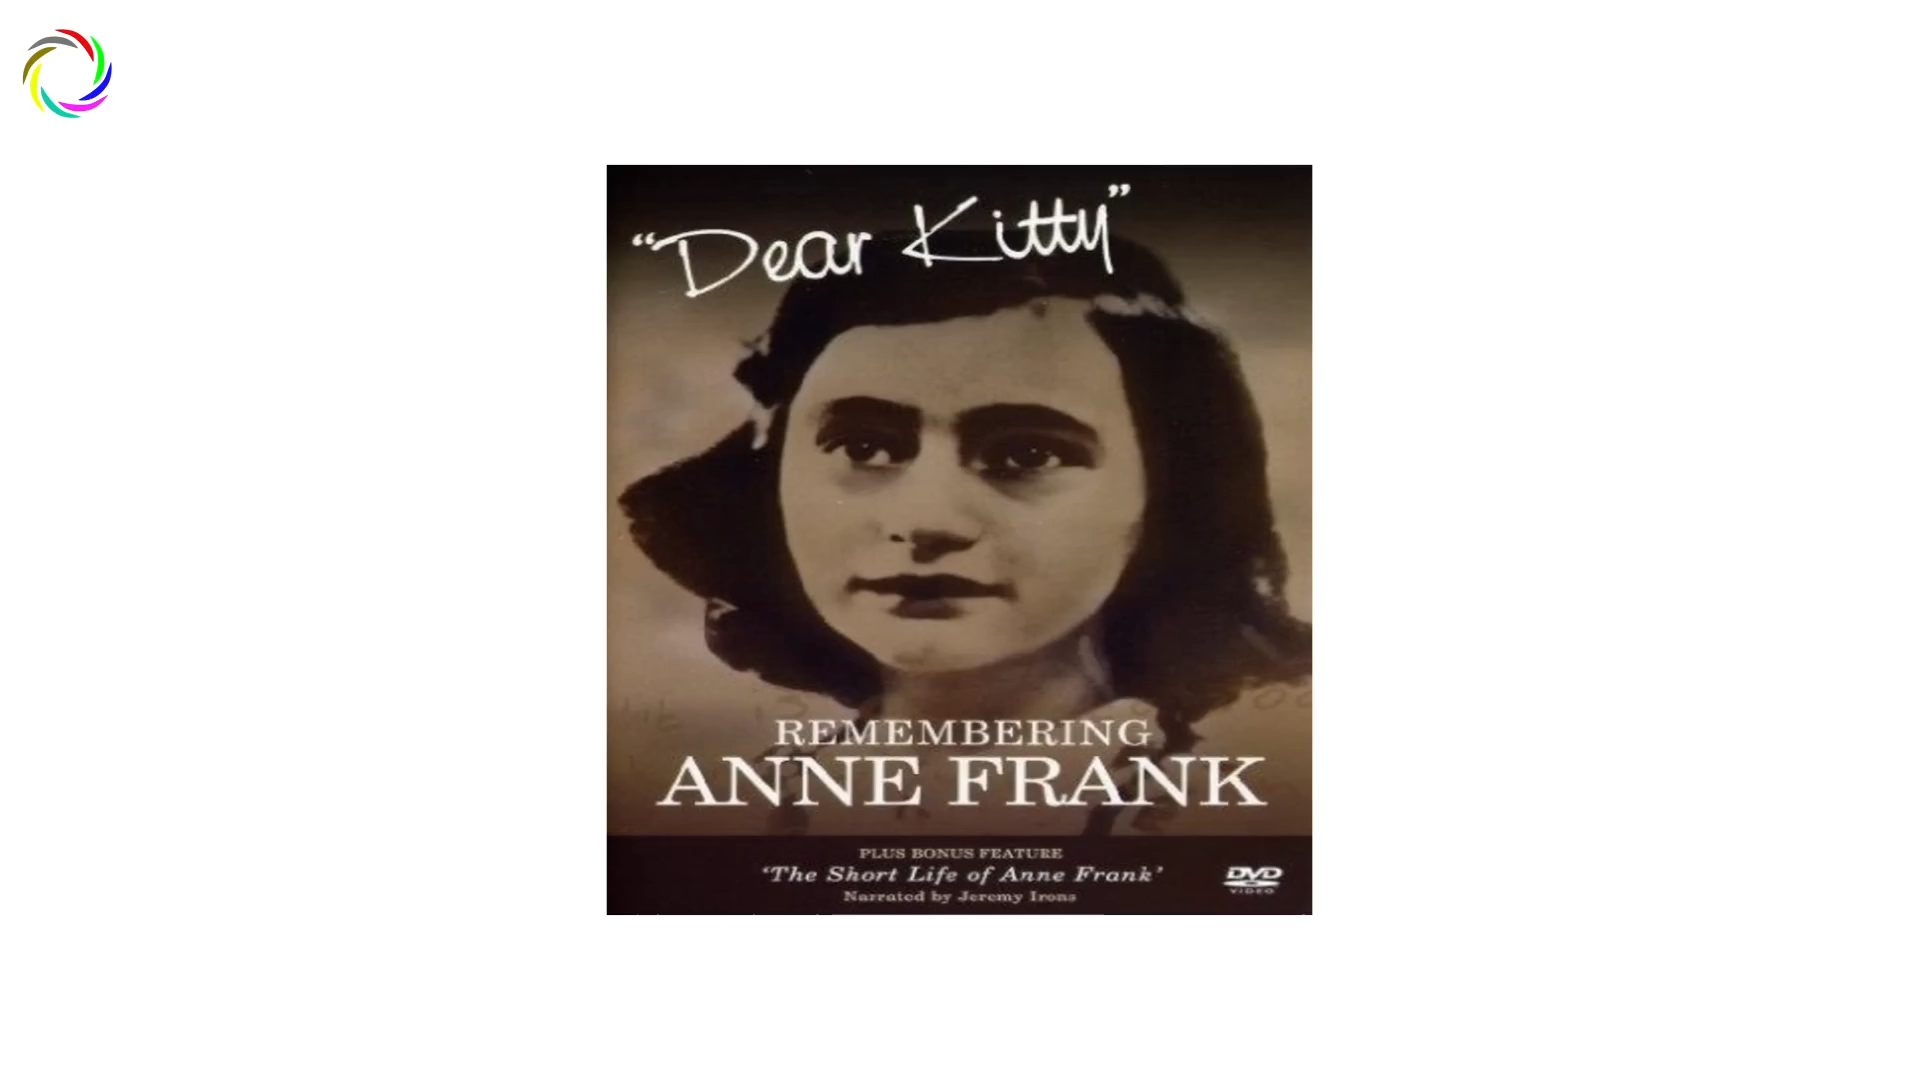 “Dear Kitty”
REMEMBERING
ANNE FRANK
PLUS BONUS FEATURE
‘The Short Life of Anne Frank’
Narrated by Jeremy Irons
DVD
VIDEO